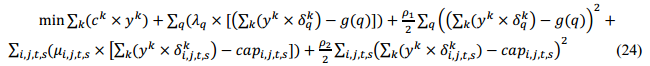 min ∑ₖ(cᵏ × yᵏ) + ∑_q(λ_q × [(∑ₖ(yᵏ × δ_qᵏ) − g(q)]) + ρ₁/2 ∑_q((∑ₖ(yᵏ × δ_qᵏ) − g(q))² +
∑_{i,j,t,s}(μ_{i,j,t,s} × [∑ₖ(yᵏ × δ_{i,j,t,s}ᵏ) − cap_{i,j,t,s}]) + ρ₂/2 ∑_{i,j,t,s}(∑ₖ(yᵏ × δ_{i,j,t,s}ᵏ) − cap_{i,j,t,s})² (24)